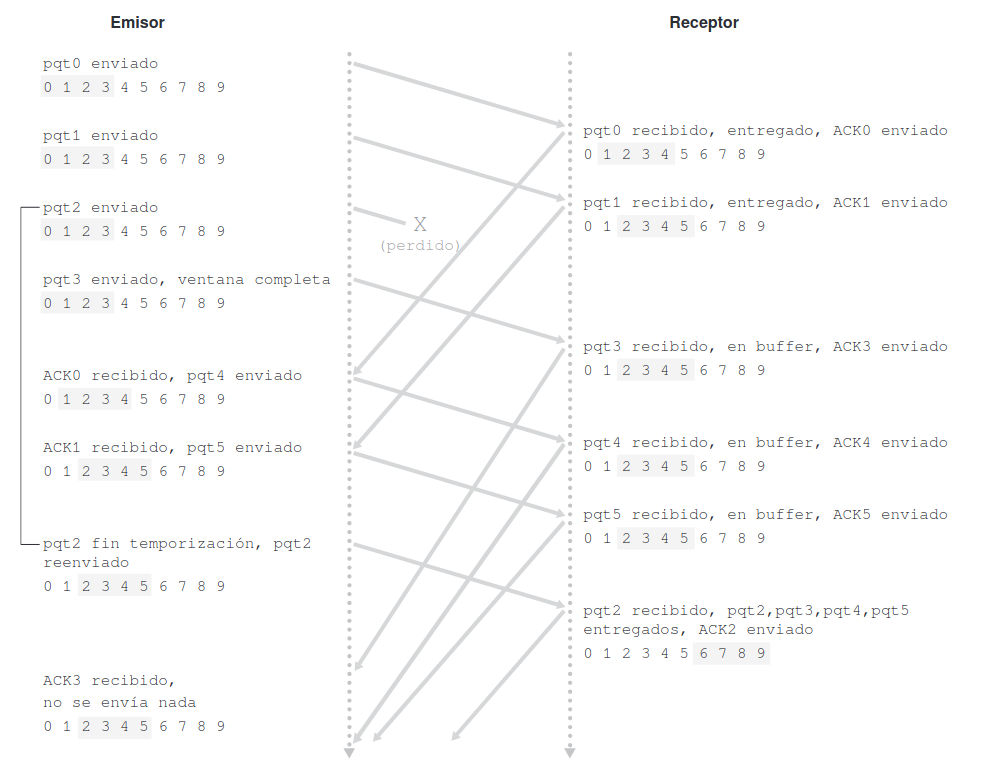 Emisor
Receptor
pqt0 enviado
0 1 2 3 4 5 6 7 8 9
pqt1 enviado
0 1 2 3 4 5 6 7 8 9
pqt2 enviado
0 1 2 3 4 5 6 7 8 9
pqt3 enviado, ventana completa
0 1 2 3 4 5 6 7 8 9
ACK0 recibido, pqt4 enviado
0 1 2 3 4 5 6 7 8 9
ACK1 recibido, pqt5 enviado
0 1 2 3 4 5 6 7 8 9
pqt2 fin temporización, pqt2
reenviado
0 1 2 3 4 5 6 7 8 9
ACK3 recibido,
no se envía nada
0 1 2 3 4 5 6 7 8 9
X
(perdido)
pqt0 recibido, entregado, ACK0 enviado
0 1 2 3 4 5 6 7 8 9
pqt1 recibido, entregado, ACK1 enviado
0 1 2 3 4 5 6 7 8 9
pqt3 recibido, en buffer, ACK3 enviado
0 1 2 3 4 5 6 7 8 9
pqt4 recibido, en buffer, ACK4 enviado
0 1 2 3 4 5 6 7 8 9
pqt5 recibido, en buffer, ACK5 enviado
0 1 2 3 4 5 6 7 8 9
pqt2 recibido, pqt2,pqt3,pqt4,pqt5
entregados, ACK2 enviado
0 1 2 3 4 5 6 7 8 9